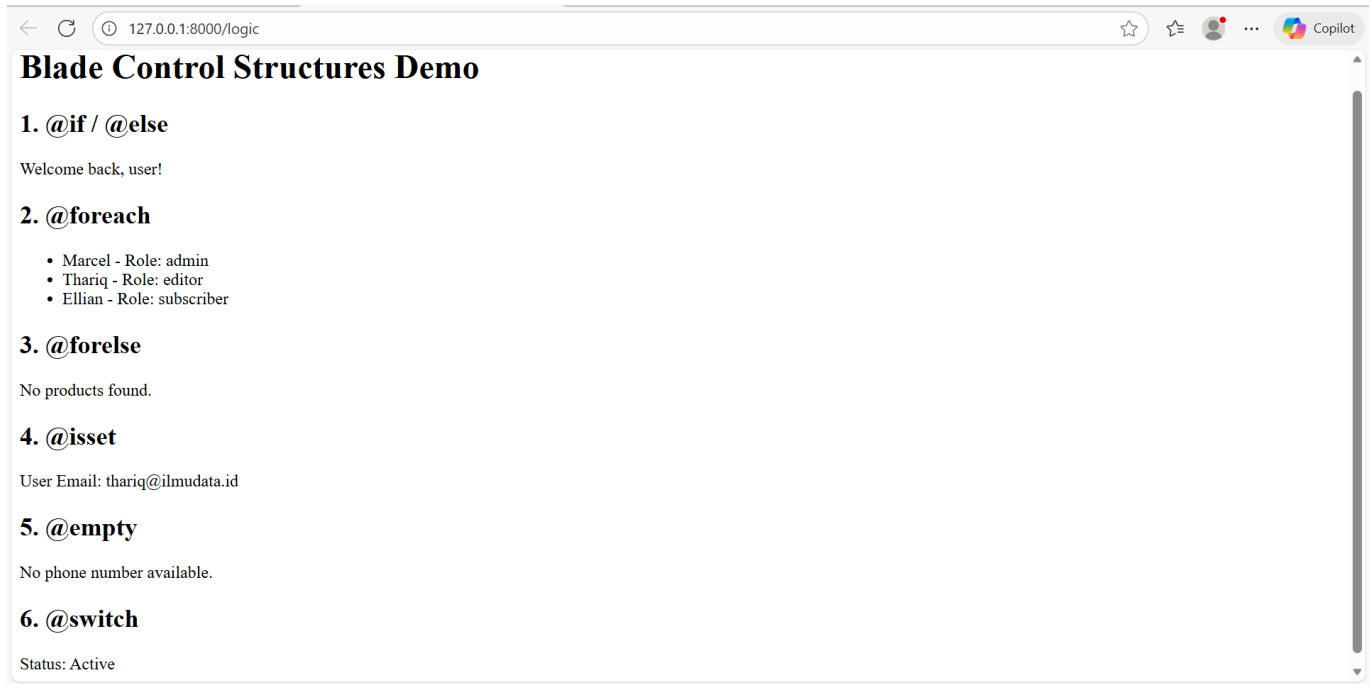 127.0.0.1:8000/logic
Copilot
Blade Control Structures Demo
1. @if / @else
Welcome back, user!
2. @foreach
• Marcel - Role: admin
• Thariq - Role: editor
• Ellian - Role: subscriber
3. @forelse
No products found.
4. @isset
User Email: thariq@ilmudata.id
5. @empty
No phone number available.
6. @switch
Status: Active